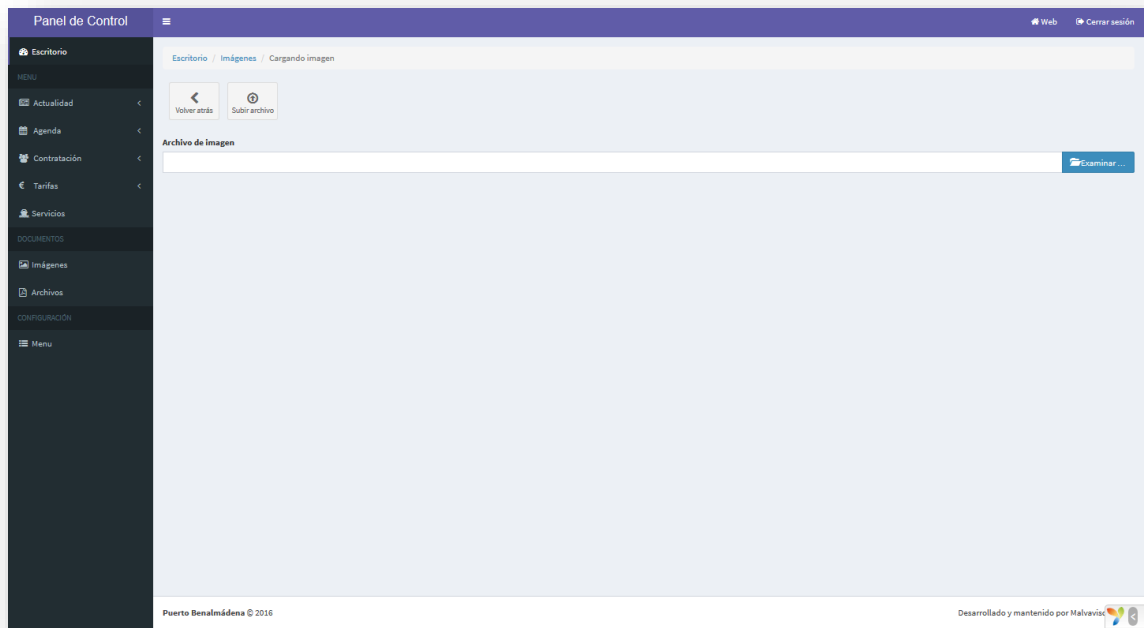 Panel de Control
Web Cerrar sesión
Escritorio
Escritorio / Imágenes / Cargando imagen
MENU
Actualidad
Agenda
Contratación
€ Tarifas
Servicios
DOCUMENTOS
Imágenes
Archivos
CONFIGURACIÓN
Menu
Volver atrás Subir archivo
Archivo de imagen
Examinar ...
Puerto Benalmádena © 2016
Desarrollado y mantenido por